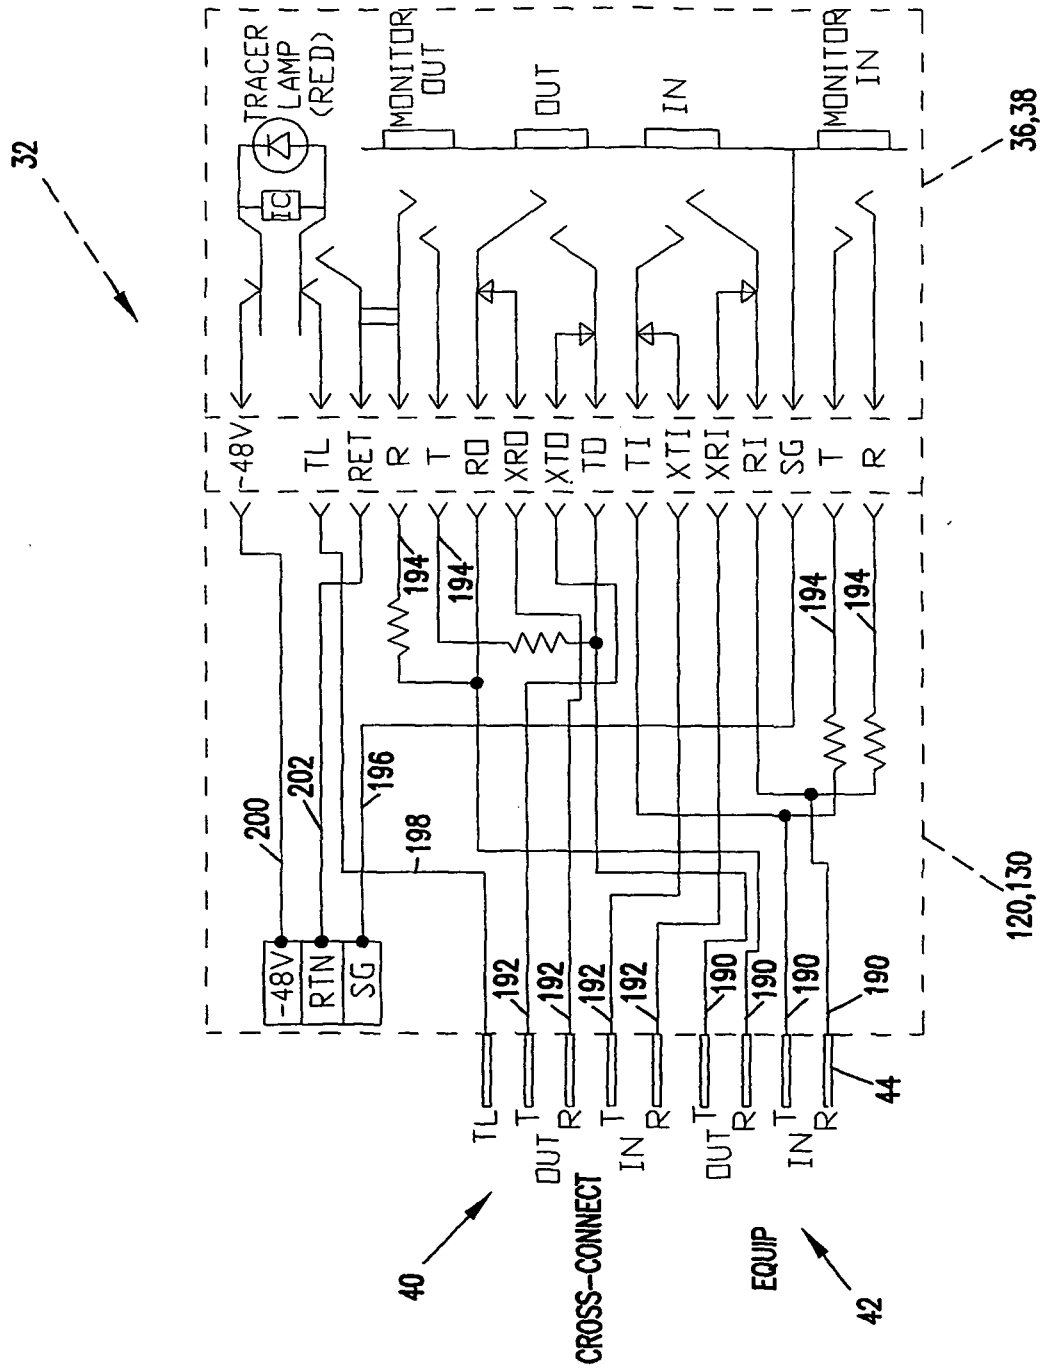 32
TRACER
LAMP
(RED)
IC
MONITOR
OUT
OUT
IN
MONITOR
IN
36,38
-48V
TL
RET
R
T
RO
XRO
XTO
TO
TI
XTI
XRI
RI
SG
T
R
194
194
194
194
200
202
196
198
-48V
RTN
SG
192
192
192
192
190
190
190
190
120,130
TL
T
OUT
R
T
IN
R
T
OUT
R
T
IN
R
44
40
CROSS-CONNECT
EQUIP
42